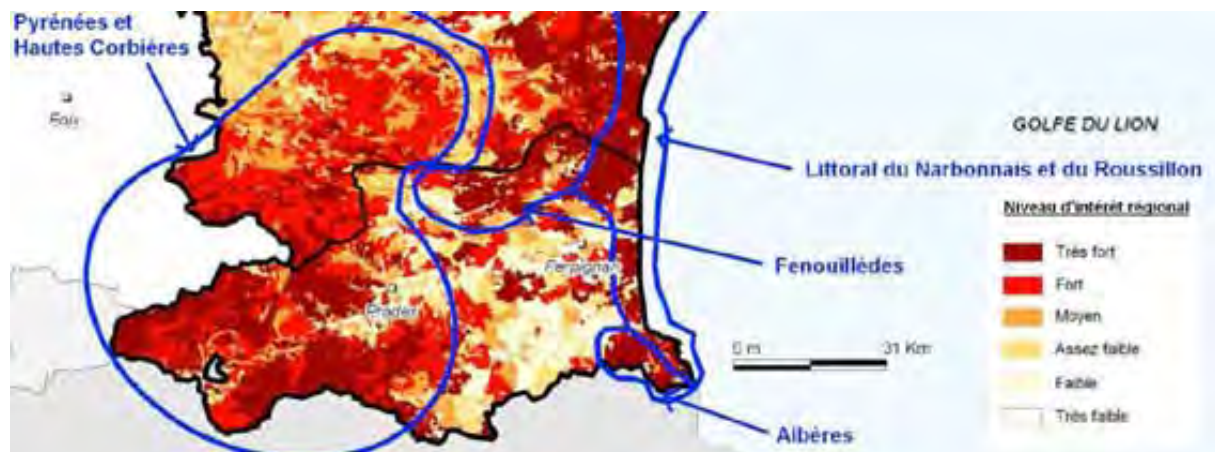 Pyrénées et
Hautes Corbières
Foix
GOLFE DU LION
Littoral du Narbonnais et du Roussillon
Niveau d'intérêt régional
Très fort
Fenouillèdes
Perpignan
Fort
Prades
Moyen
Assez faible
0 m 31 Km
Faible
Très faible
Albères